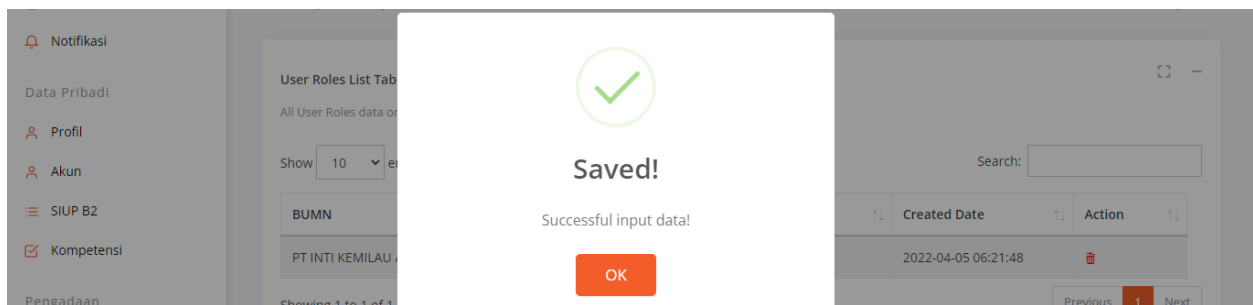 Notifikasi
Data Pribadi
Profil
Akun
SIUP B2
Kompetensi
Pengadaan
User Roles List Tab
All User Roles data or
Show 10 er
Search:
BUMN Created Date Action
PT INTI KEMILAU 2022-04-05 06:21:48
Showing 1 to 1 of 1
Previous 1 Next
Saved!
Successful input data!
OK